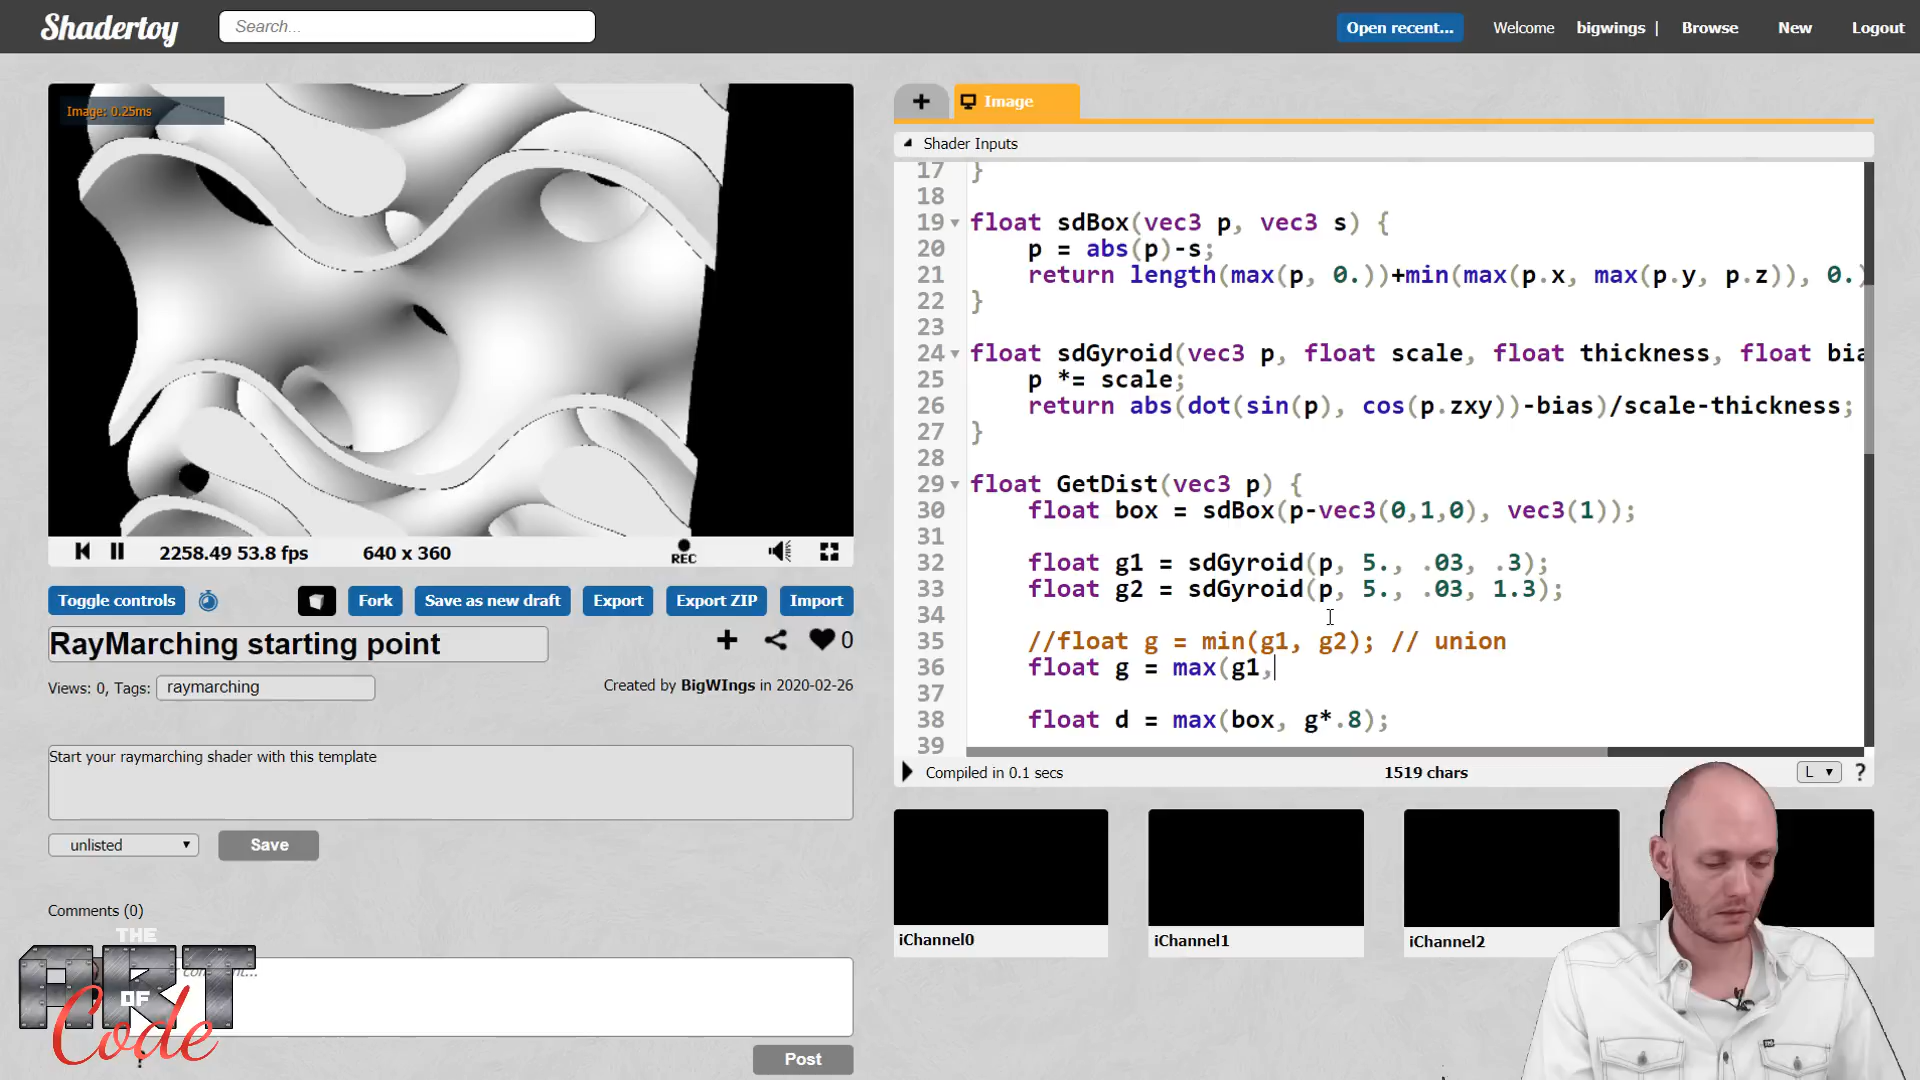 Shadertoy
Search...
Open recent...
Welcome bigwings | Browse New Logout
Image: 0.25ms
2258.49 53.8 fps 640 x 360 REC
Toggle controls Fork Save as new draft Export Export ZIP Import
RayMarching starting point
0
Views: 0, Tags: raymarching
Created by BigWIngs in 2020-02-26
Start your raymarching shader with this template
unlisted
Save
Comments (0)
Post
THE
ART
OF
Code
+ Image
Shader Inputs
17 }
18
19 float sdBox(vec3 p, vec3 s) {
20 p = abs(p)-s;
21 return length(max(p, 0.))+min(max(p.x, max(p.y, p.z)), 0.)
22 }
23
24 float sdGyroid(vec3 p, float scale, float thickness, float bia
25 p *= scale;
26 return abs(dot(sin(p), cos(p.zxy))-bias)/scale-thickness;
27 }
28
29 float GetDist(vec3 p) {
30 float box = sdBox(p-vec3(0,1,0), vec3(1));
31
32 float g1 = sdGyroid(p, 5., .03, .3);
33 float g2 = sdGyroid(p, 5., .03, 1.3);
34
35 //float g = min(g1, g2); // union
36 float g = max(g1,
37
38 float d = max(box, g*.8);
39
Compiled in 0.1 secs 1519 chars L ?
iChannel0 iChannel1 iChannel2